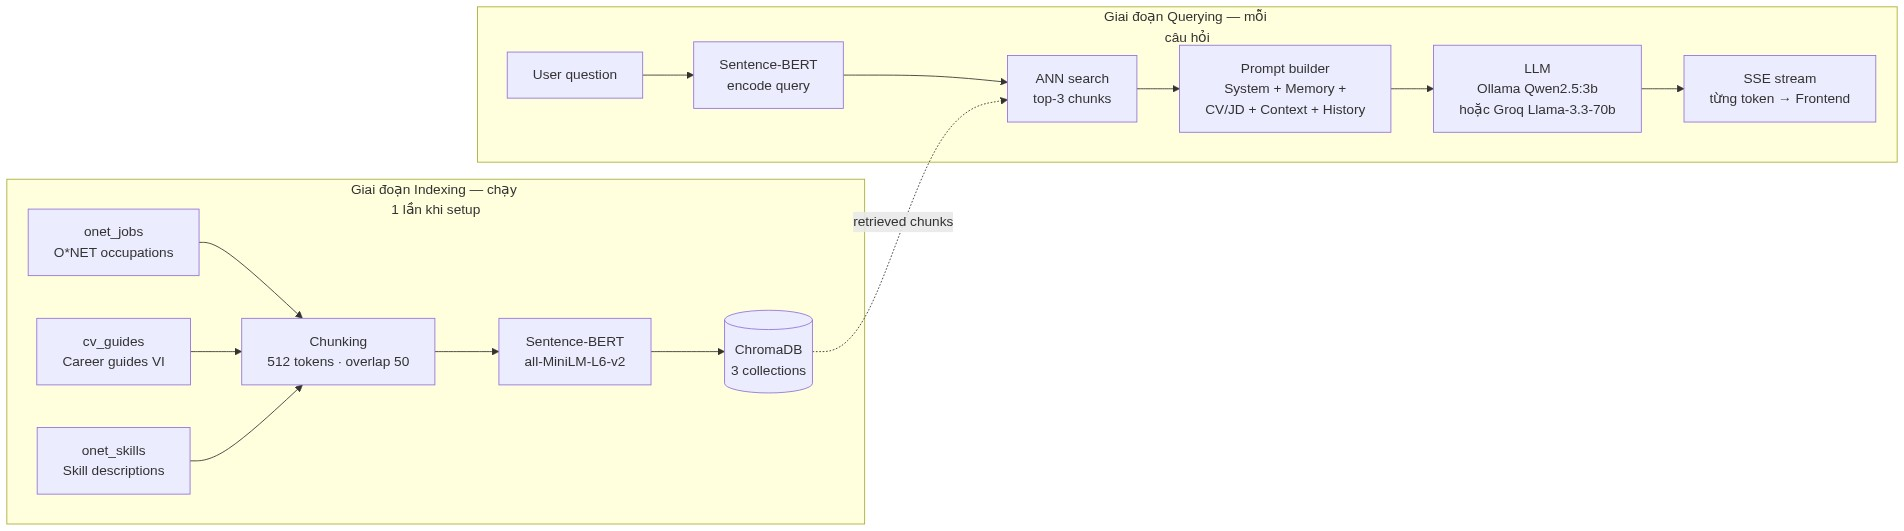 Giai đoạn Querying — mỗi
câu hỏi
User question
Sentence-BERT
encode query
ANN search
top-3 chunks
Prompt builder
System + Memory +
CV/JD + Context + History
LLM
Ollama Qwen2.5:3b
hoặc Groq Llama-3.3-70b
SSE stream
từng token → Frontend
retrieved chunks
Giai đoạn Indexing — chạy
1 lần khi setup
onet_jobs
O*NET occupations
cv_guides
Career guides VI
onet_skills
Skill descriptions
Chunking
512 tokens · overlap 50
Sentence-BERT
all-MiniLM-L6-v2
ChromaDB
3 collections